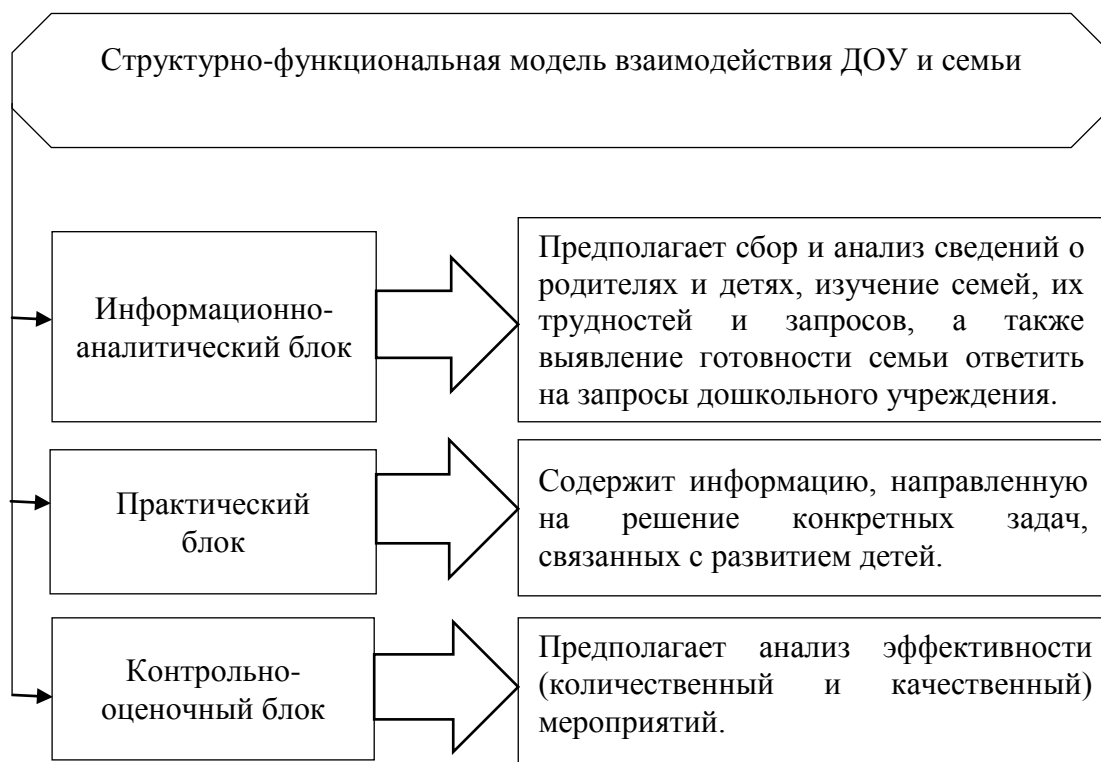 Структурно-функциональная модель взаимодействия ДОУ и семьи
Информационно-
аналитический блок
Предполагает сбор и анализ сведений о
родителях и детях, изучение семей, их
трудностей и запросов, а также
выявление готовности семьи ответить
на запросы дошкольного учреждения.
Практический
блок
Содержит информацию, направленную
на решение конкретных задач,
связанных с развитием детей.
Контрольно-
оценочный блок
Предполагает анализ эффективности
(количественный и качественный)
мероприятий.